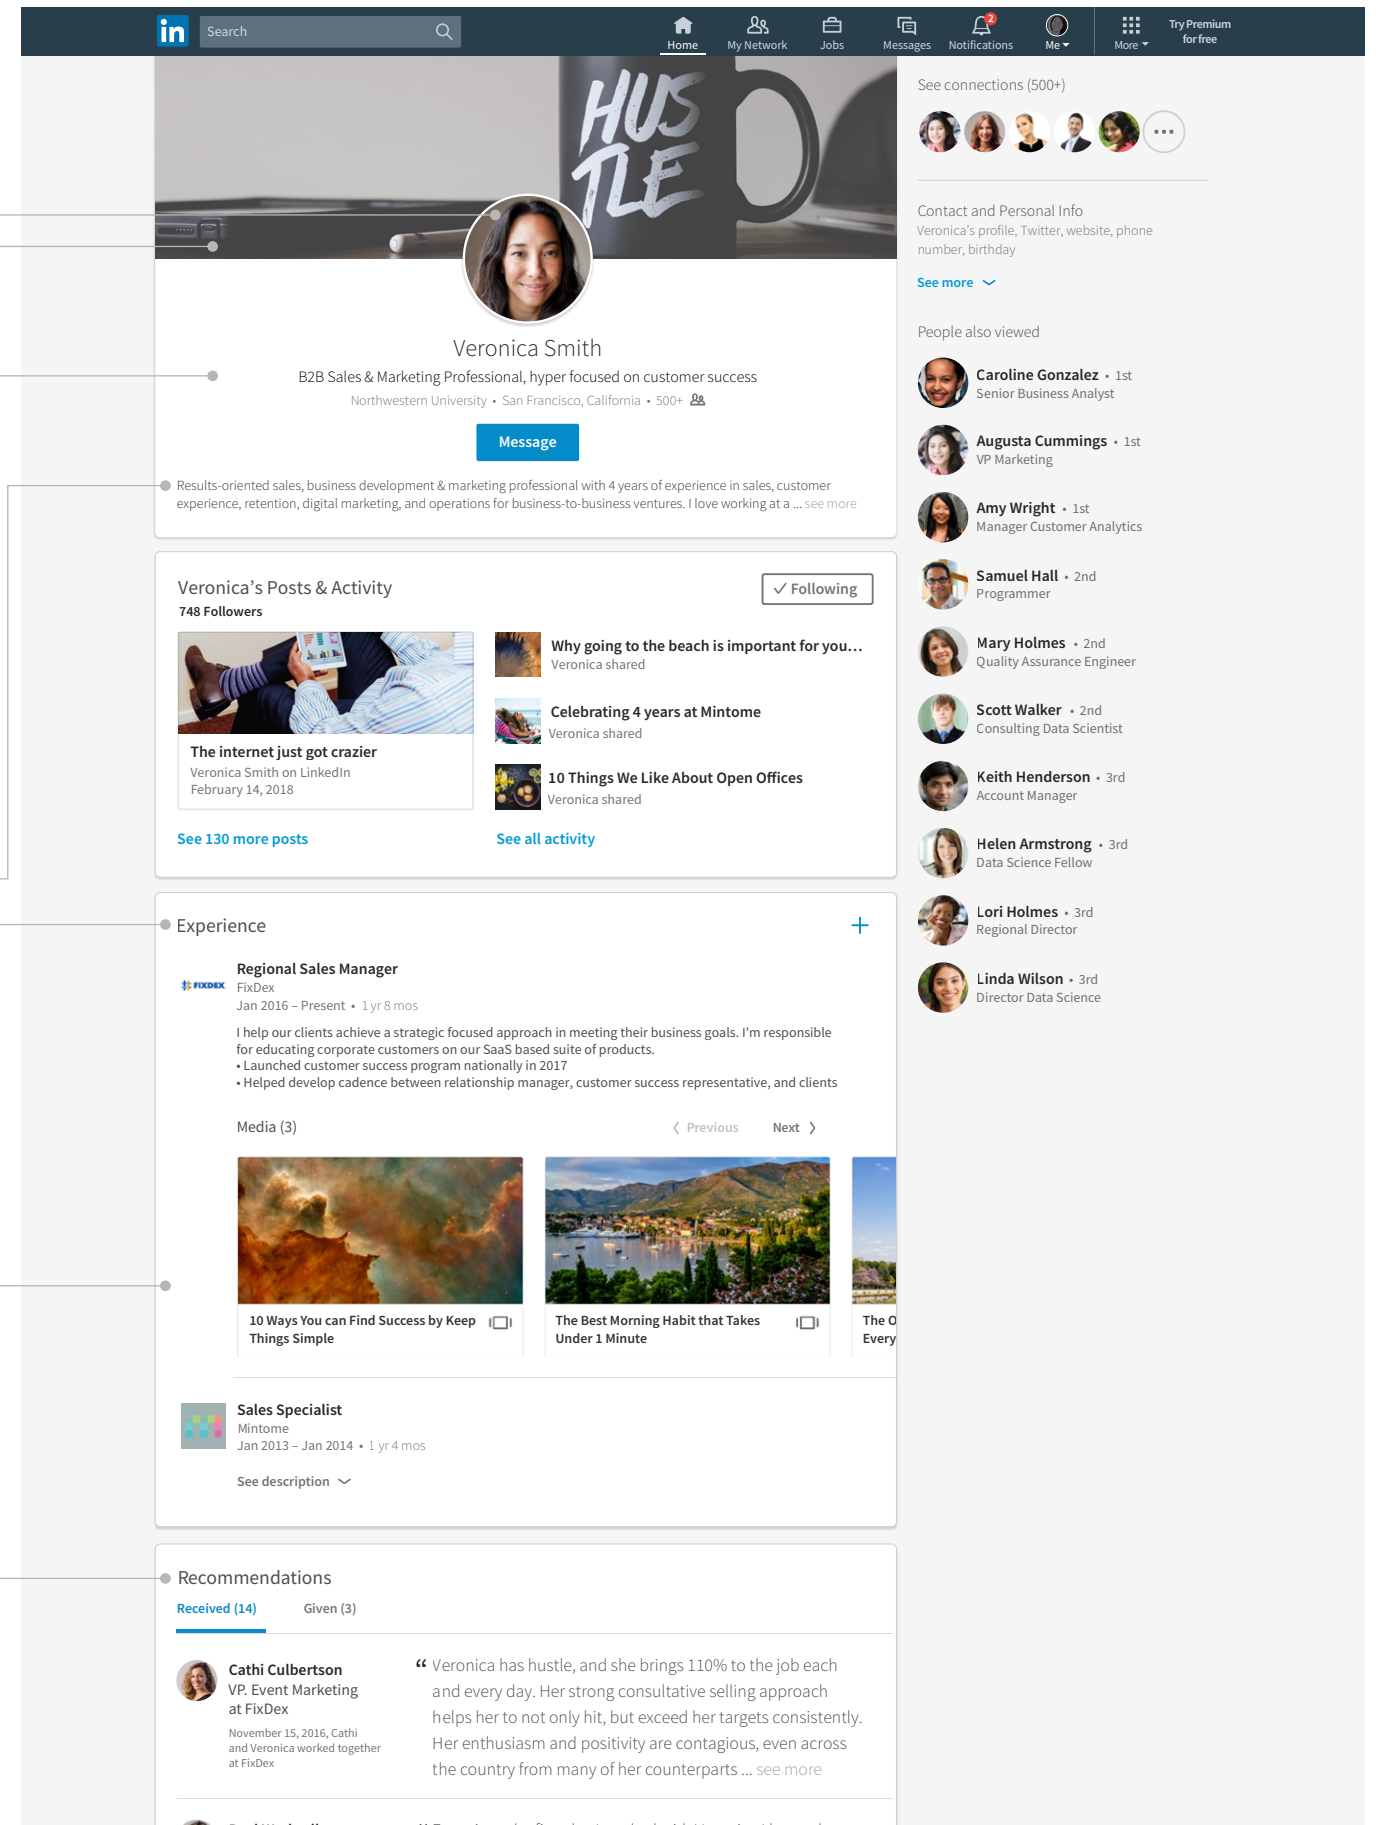 in
Search
Home
My Network
Jobs
Messages
2
Notifications
Me
More
Try Premium
for free
HUS
TLE
Veronica Smith
B2B Sales & Marketing Professional, hyper focused on customer success
Northwestern University • San Francisco, California • 500+
Message
Results-oriented sales, business development & marketing professional with 4 years of experience in sales, customer
experience, retention, digital marketing, and operations for business-to-business ventures. I love working at a ... see more
Veronica's Posts & Activity
748 Followers
Following
The internet just got crazier
Veronica Smith on LinkedIn
February 14, 2018
Why going to the beach is important for you...
Veronica shared
Celebrating 4 years at Mintome
Veronica shared
10 Things We Like About Open Offices
Veronica shared
See 130 more posts
See all activity
Experience
FIXDEX
Regional Sales Manager
FixDex
Jan 2016 – Present • 1 yr 8 mos
I help our clients achieve a strategic focused approach in meeting their business goals. I'm responsible
for educating corporate customers on our SaaS based suite of products.
• Launched customer success program nationally in 2017
• Helped develop cadence between relationship manager, customer success representative, and clients
Media (3)
Previous
Next
10 Ways You can Find Success by Keep
Things Simple
The Best Morning Habit that Takes
Under 1 Minute
The O
Every
Sales Specialist
Mintome
Jan 2013 – Jan 2014 • 1 yr 4 mos
See description
Recommendations
Received (14)
Given (3)
Cathi Culbertson
VP. Event Marketing
at FixDex
November 15, 2016, Cathi
and Veronica worked together
at FixDex
“ Veronica has hustle, and she brings 110% to the job each
and every day. Her strong consultative selling approach
helps her to not only hit, but exceed her targets consistently.
Her enthusiasm and positivity are contagious, even across
the country from many of her counterparts ... see more
See connections (500+)
Contact and Personal Info
Veronica's profile, Twitter, website, phone
number, birthday
See more
People also viewed
Caroline Gonzalez • 1st
Senior Business Analyst
Augusta Cummings • 1st
VP Marketing
Amy Wright • 1st
Manager Customer Analytics
Samuel Hall • 2nd
Programmer
Mary Holmes • 2nd
Quality Assurance Engineer
Scott Walker • 2nd
Consulting Data Scientist
Keith Henderson • 3rd
Account Manager
Helen Armstrong • 3rd
Data Science Fellow
Lori Holmes • 3rd
Regional Director
Linda Wilson • 3rd
Director Data Science